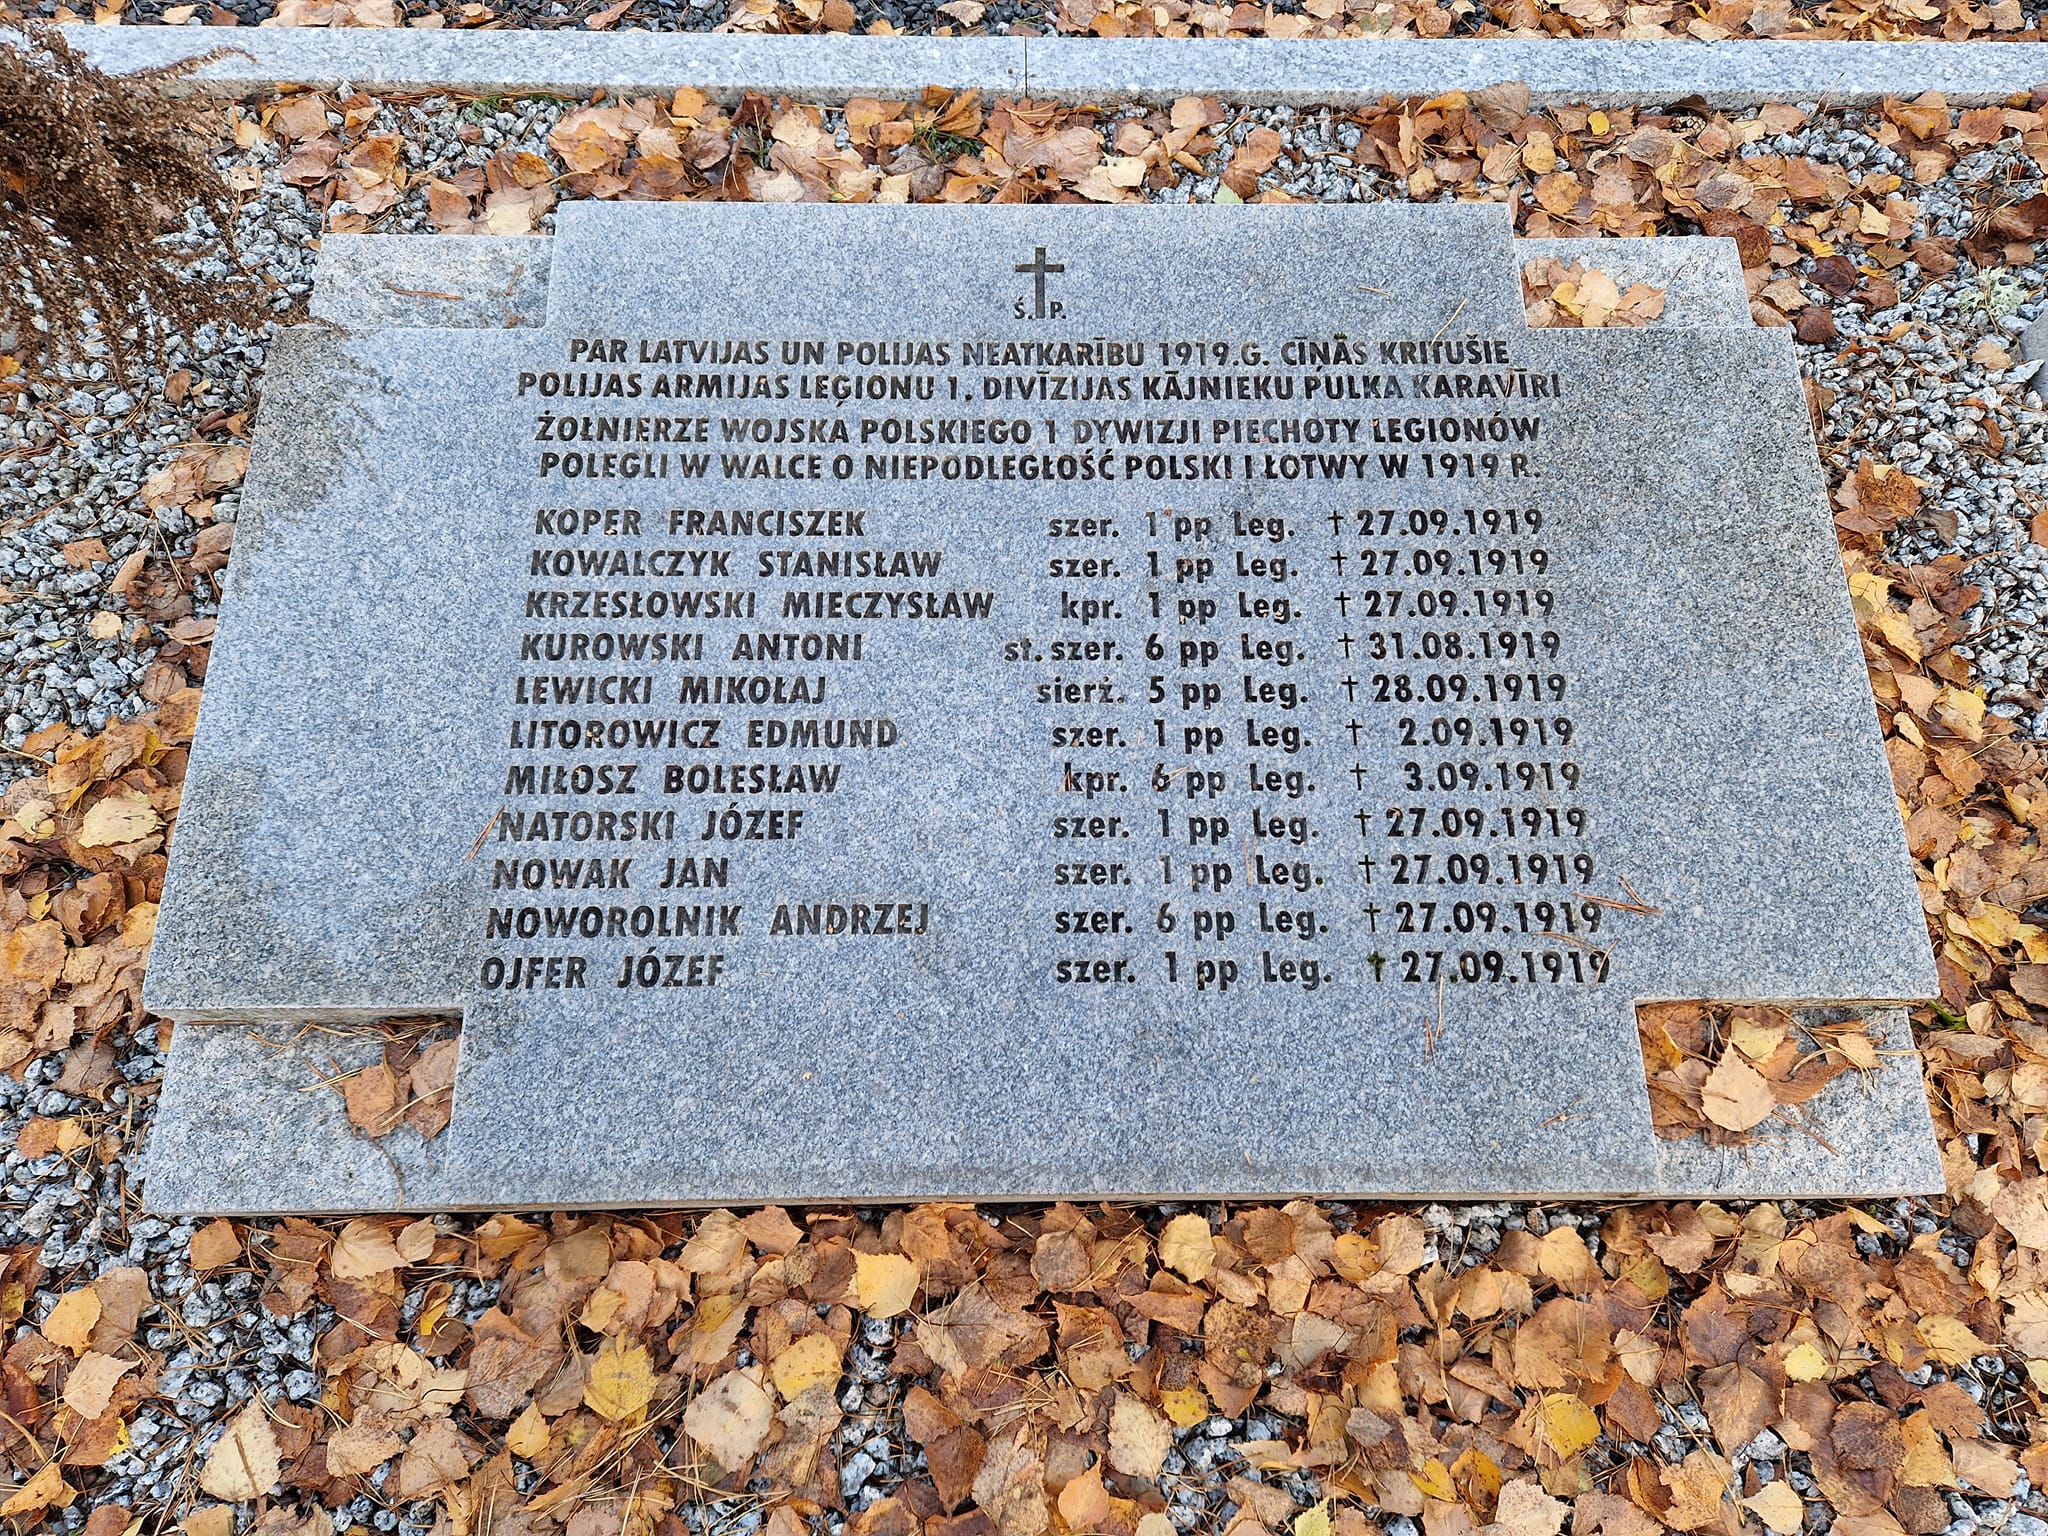 Ś. P.
PAR LATVIJAS UN POLIJAS NEATKARĪBU 1919.G. CĪŅĀS KRITUŠIE
POLIJAS ARMIJAS LEĢIONU 1. DIVĪZIJAS KĀJNIEKU PULKA KARAVĪRI
ŻOŁNIERZE WOJSKA POLSKIEGO 1 DYWIZJI PIECHOTY LEGIONÓW
POLEGLI W WALCE O NIEPODLEGŁOŚĆ POLSKI I ŁOTWY W 1919 R.
KOPER FRANCISZEK szer. 1 pp Leg. † 27.09.1919
KOWALCZYK STANISŁAW szer. 1 pp Leg. † 27.09.1919
KRZESŁOWSKI MIECZYSŁAW kpr. 1 pp Leg. † 27.09.1919
KUROWSKI ANTONI st. szer. 6 pp Leg. † 31.08.1919
LEWICKI MIKOŁAJ sierż. 5 pp Leg. † 28.09.1919
LITOROWICZ EDMUND szer. 1 pp Leg. † 2.09.1919
MIŁOSZ BOLESŁAW kpr. 6 pp Leg. † 3.09.1919
NATORSKI JÓZEF szer. 1 pp Leg. † 27.09.1919
NOWAK JAN szer. 1 pp Leg. † 27.09.1919
NOWOROLNIK ANDRZEJ szer. 6 pp Leg. † 27.09.1919
OJFER JÓZEF szer. 1 pp Leg. † 27.09.1919